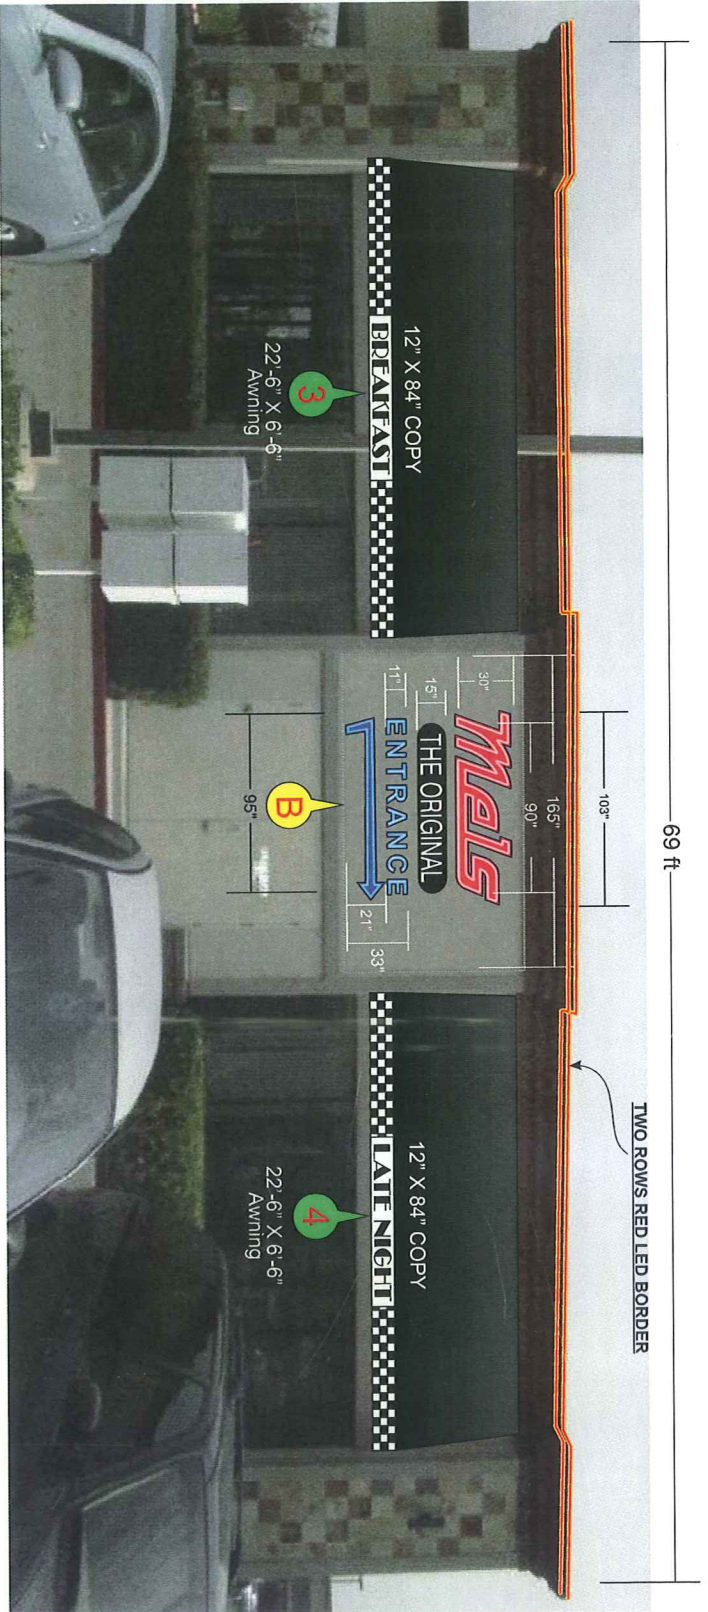 69 ft
TWO ROWS RED LED BORDER
103"
165"
90"
30"
15"
11"
Mels
THE ORIGINAL
ENTRANCE
21"
33"
B
95"
12" X 84" COPY
BREAKFAST
3
22'-6" X 6'-6"
Awning
12" X 84" COPY
LATE NIGHT
4
22'-6" X 6'-6"
Awning